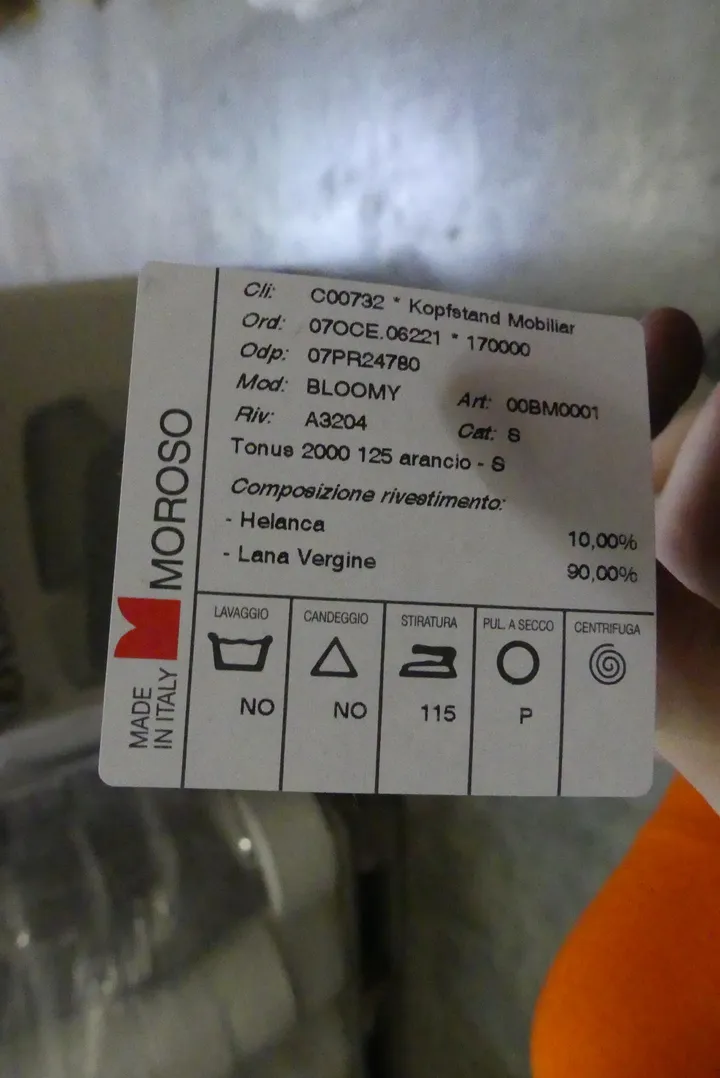 Cli: C00732 * Kopfstand Mobiliar
Ord: 07OCE.06221 * 170000
Odp: 07PR24780
Mod: BLOOMY Art: 00BM0001
Riv: A3204 Cat: S
Tonus 2000 125 arancio - S
Composizione rivestimento:
- Helanca 10,00%
- Lana Vergine 90,00%
LAVAGGIO CANDEGGIO STIRATURA PUL. A SECCO CENTRIFUGA
NO NO 115 P
MOROSO
MADE
IN ITALY